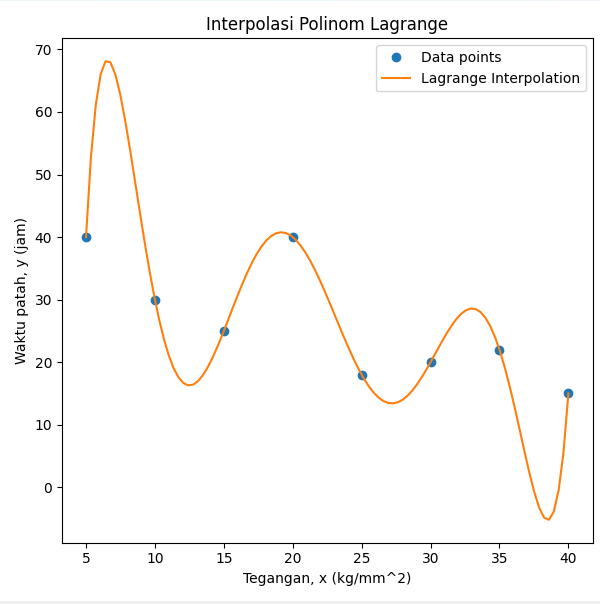 Interpolasi Polinom Lagrange
Data points
Lagrange Interpolation
70
60
50
40
30
20
10
0
Waktu patah, y (jam)
5 10 15 20 25 30 35 40
Tegangan, x (kg/mm^2)